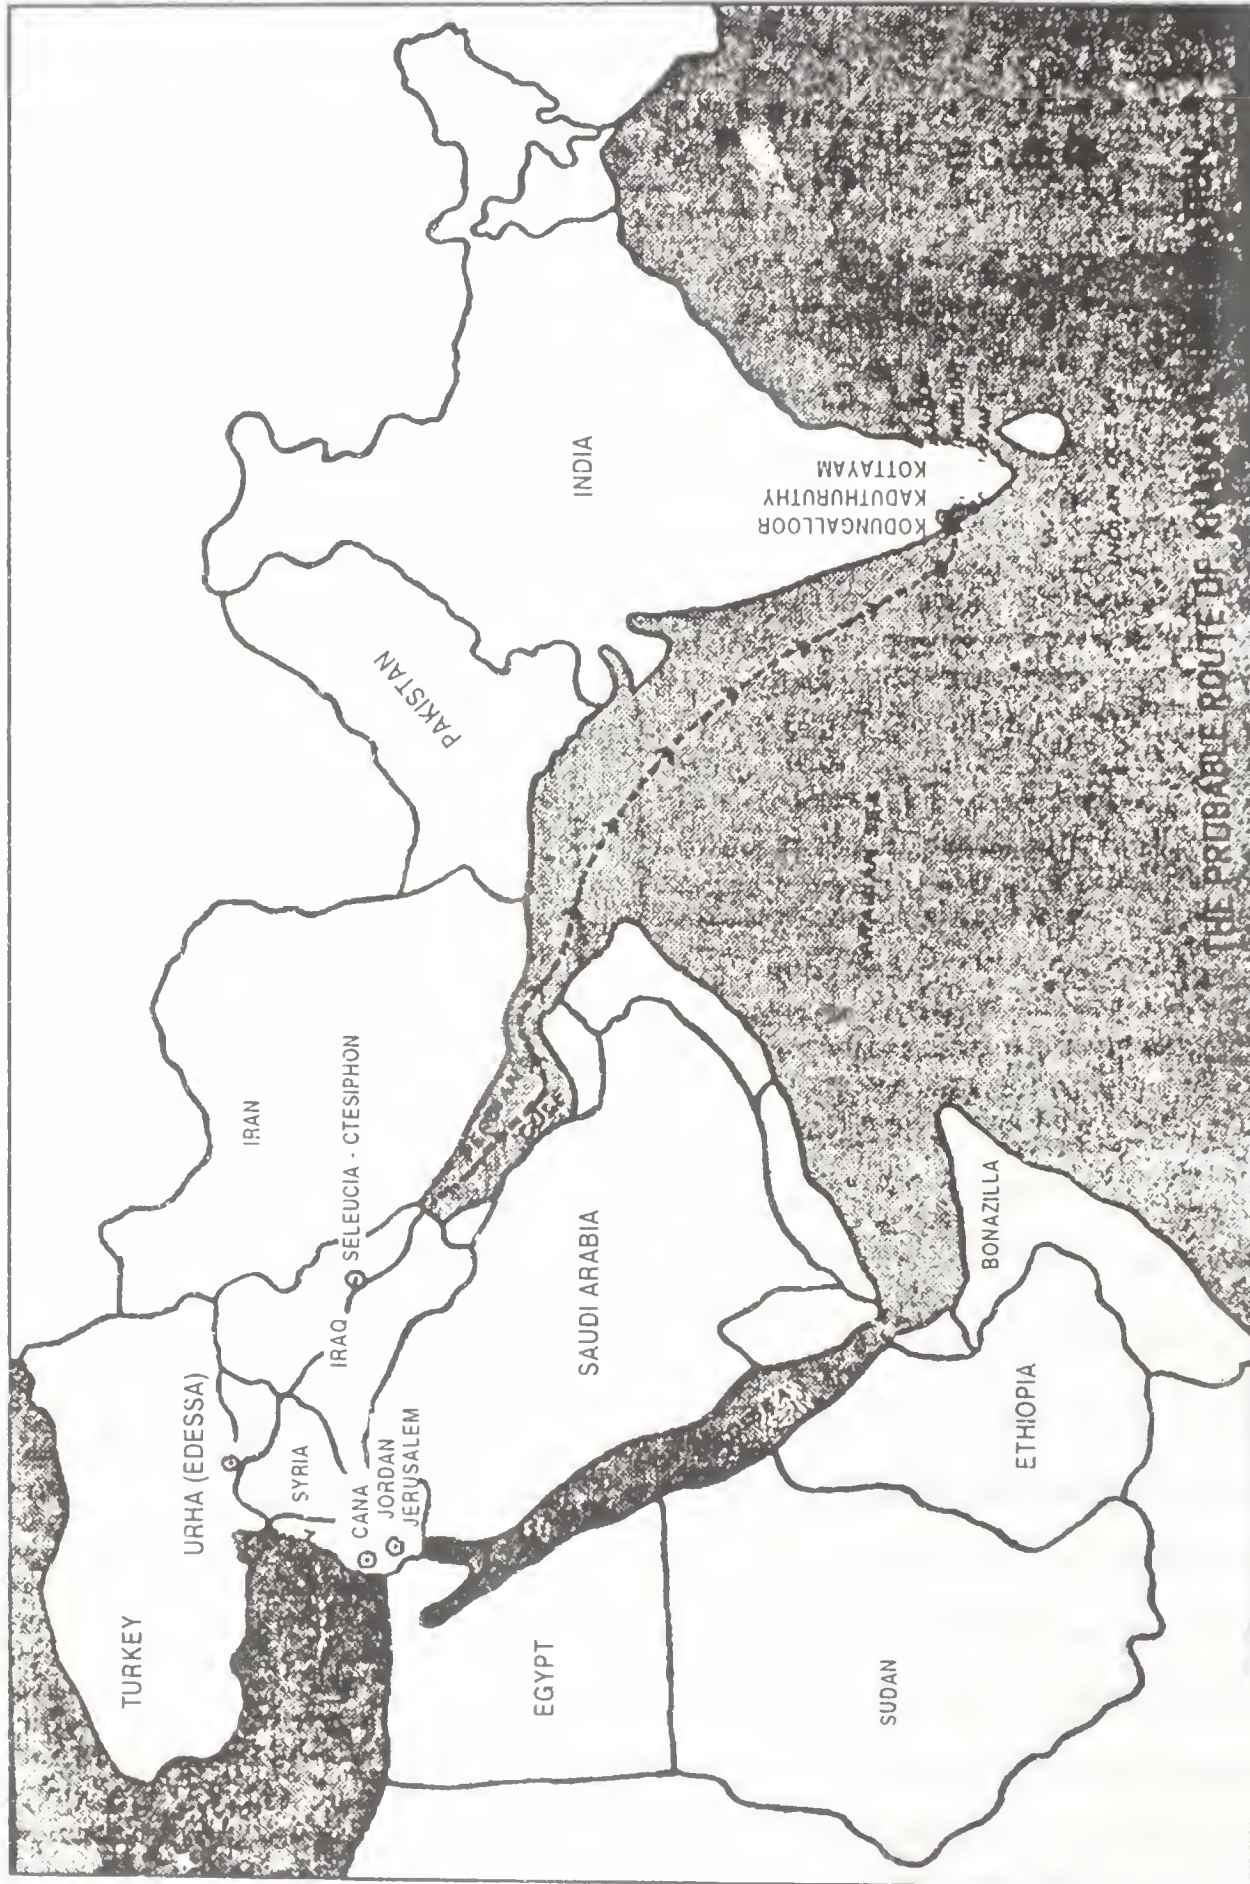 TURKEY
URHA (EDESSA)
SYRIA
CANA
JORDAN
JERUSALEM
IRAQ
SELEUCIA - CTESIPHON
IRAN
PAKISTAN
INDIA
KODUNGALLOOR
KADUTHURUTHY
KOTTAYAM
EGYPT
SAUDI ARABIA
SUDAN
ETHIOPIA
BONAZILLA
THE PROBABLE ROUTE OF